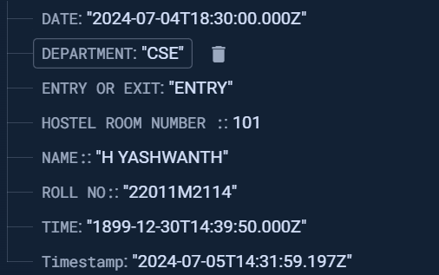 DATE: "2024-07-04T18:30:00.000Z"
DEPARTMENT: "CSE"
ENTRY OR EXIT: "ENTRY"
HOSTEL ROOM NUMBER :: 101
NAME:: "H YASHWANTH"
ROLL NO:: "22011M2114"
TIME: "1899-12-30T14:39:50.000Z"
Timestamp: "2024-07-05T14:31:59.197Z"